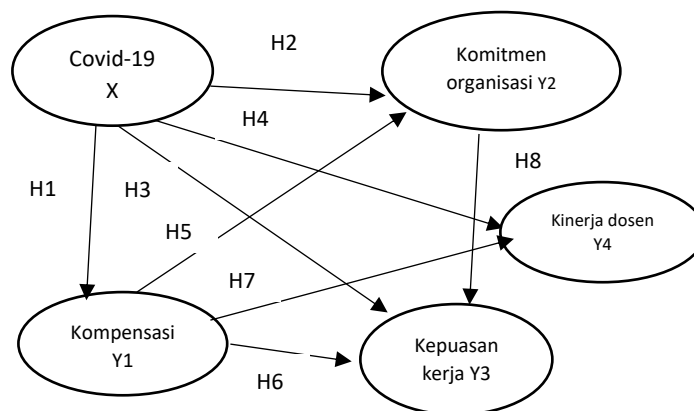 Covid-19
X
H2
Komitmen
organisasi Y2
H4
H8
H1
H3
H5
Kinerja dosen
Y4
H7
Kompensasi
Y1
Kepuasan
kerja Y3
H6